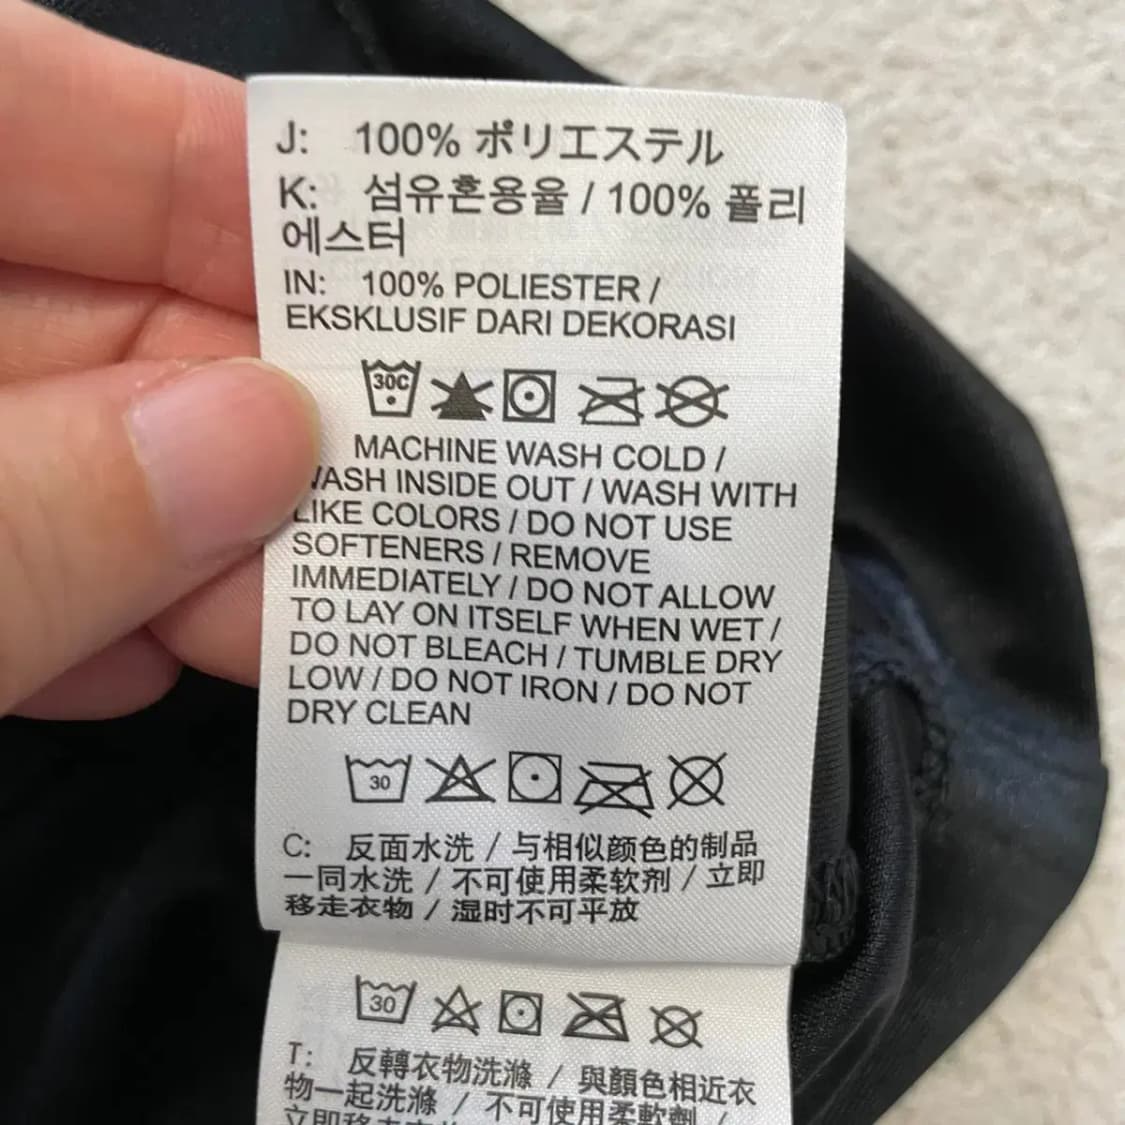 J: 100% ポリエステル
K: 섬유혼용율 / 100% 폴리
에스터
IN: 100% POLIESTER /
EKSKLUSIF DARI DEKORASI
30C
MACHINE WASH COLD /
WASH INSIDE OUT / WASH WITH
LIKE COLORS / DO NOT USE
SOFTENERS / REMOVE
IMMEDIATELY / DO NOT ALLOW
TO LAY ON ITSELF WHEN WET /
DO NOT BLEACH / TUMBLE DRY
LOW / DO NOT IRON / DO NOT
DRY CLEAN
30
C: 反面水洗 / 与相似颜色的制品
一同水洗 / 不可使用柔软剂 / 立即
移走衣物 / 湿时不可平放
30
T: 反轉衣物洗滌 / 與顏色相近衣
物一起洗滌 / 不可使用柔軟劑 /
立即移走